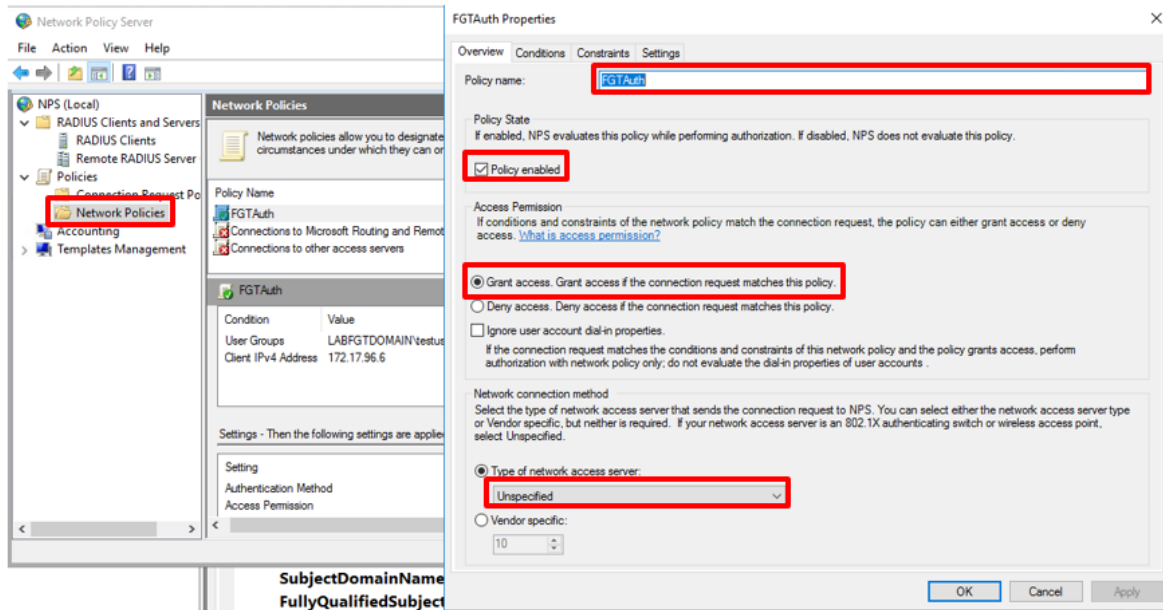 Network Policy Server
File Action View Help
NPS (Local)
RADIUS Clients and Servers
RADIUS Clients
Remote RADIUS Server
Policies
Connection Request Po
Network Policies
Accounting
Templates Management
Network Policies
Network policies allow you to designate
circumstances under which they can or
Policy Name
FGTAuth
Connections to Microsoft Routing and Remot
Connections to other access servers
FGTAuth
Condition Value
User Groups LABFGTDOMAIN\testus
Client IPv4 Address 172.17.96.6
Settings - Then the following settings are applie
Setting
Authentication Method
Access Permission
SubjectDomainName
FullyQualifiedSubject
FGTAuth Properties
Overview Conditions Constraints Settings
Policy name: FGTAuth
Policy State
If enabled, NPS evaluates this policy while performing authorization. If disabled, NPS does not evaluate this policy.
Policy enabled
Access Permission
If conditions and constraints of the network policy match the connection request, the policy can either grant access or deny
access. What is access permission?
Grant access. Grant access if the connection request matches this policy.
Deny access. Deny access if the connection request matches this policy.
Ignore user account dial-in properties.
If the connection request matches the conditions and constraints of this network policy and the policy grants access, perform
authorization with network policy only; do not evaluate the dial-in properties of user accounts .
Network connection method
Select the type of network access server that sends the connection request to NPS. You can select either the network access server type
or Vendor specific, but neither is required. If your network access server is an 802.1X authenticating switch or wireless access point,
select Unspecified.
Type of network access server:
Unspecified
Vendor specific:
10
OK Cancel Apply